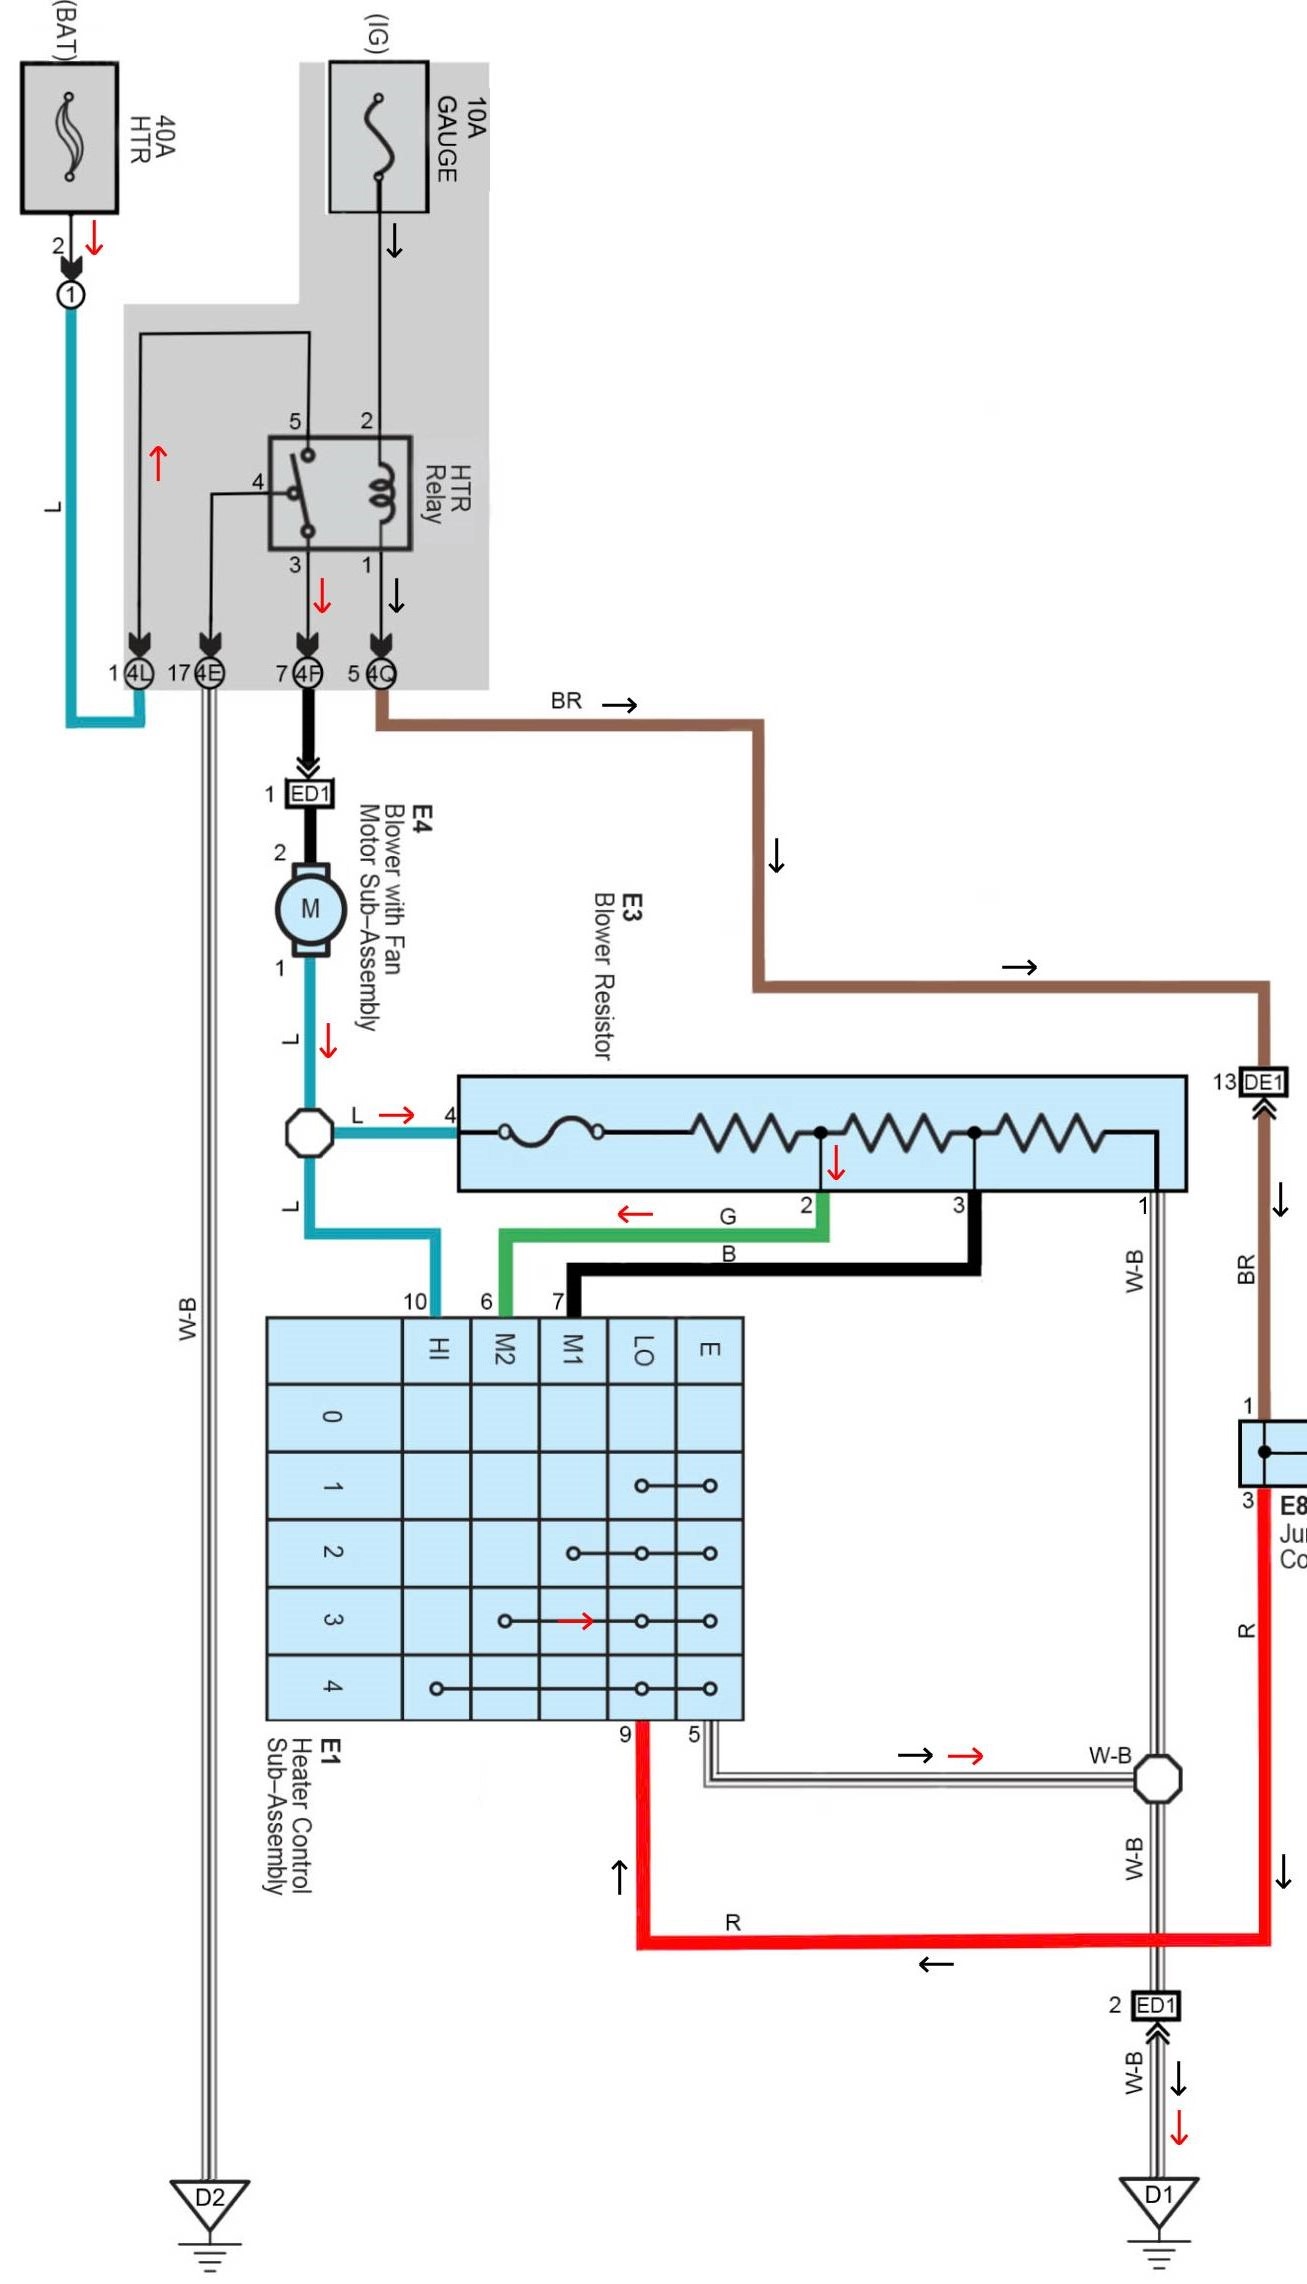 (BAT)
(IG)
40A
HTR
10A
GAUGE
2
1
5
2
4
HTR
Relay
3
1
L
1
4L
17
4E
7
4F
5
4Q
BR
1
ED1
2
M
1
E4
Blower with Fan
Motor Sub-Assembly
E3
Blower Resistor
L
L
4
13
DE1
2
3
1
L
G
B
W-B
BR
W-B
10
6
7
HI
M2
M1
LO
E
0
1
2
3
4
1
3
E8
Ju
Co
R
9
5
E1
Heater Control
Sub-Assembly
W-B
W-B
R
2
ED1
W-B
D2
D1